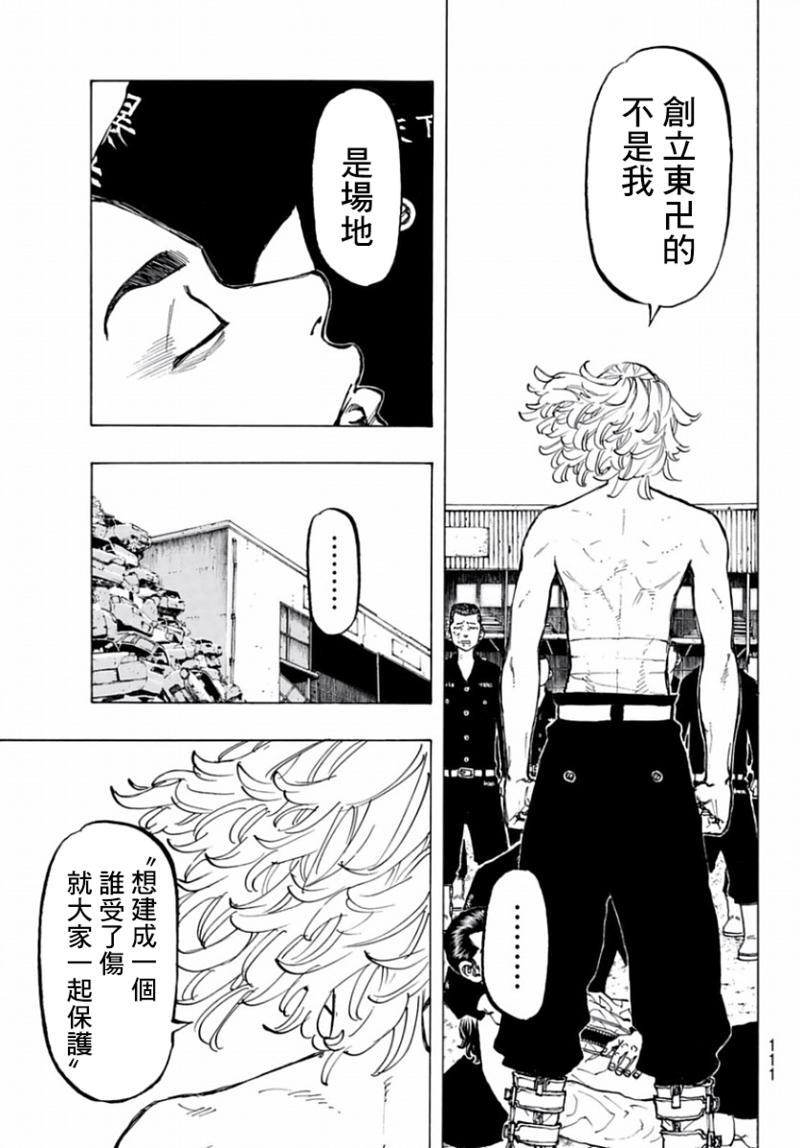 創立東卍的
不是我
………
是場地
………
〝想建成一個
誰受了傷
就大家一起保護〞
111